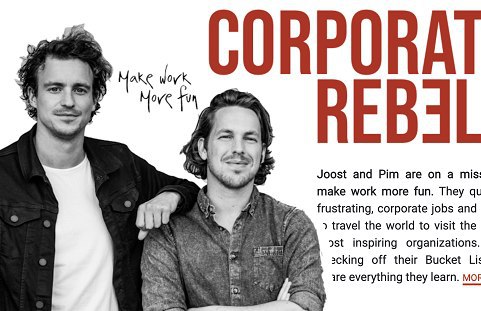 CORPORAT
REBEL
Make work
More fun
Joost and Pim are on a miss
make work more fun. They qu
frustrating, corporate jobs and
travel the world to visit the
ost inspiring organizations.
ecking off their Bucket Lis
are everything they learn. MOR